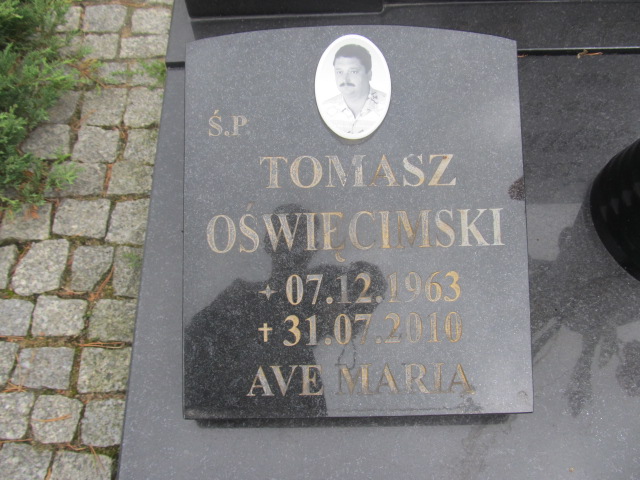 Ś.P.
TOMASZ
OŚWIĘCIMSKI
+ 07.12.1963
+ 31.07.2010
AVE MARIA